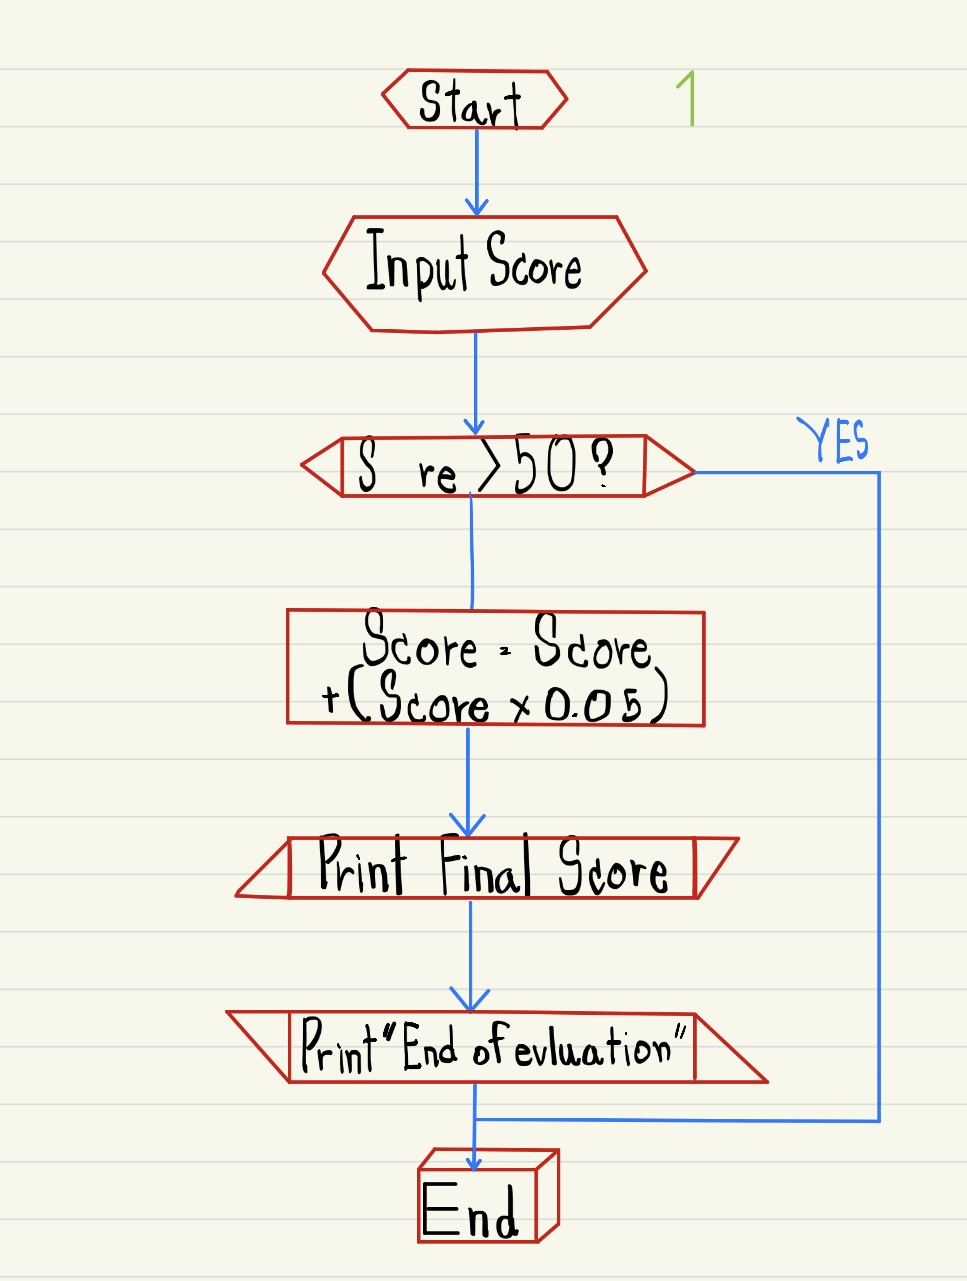 Start
1
Input Score
YES
S re > 50?
Score = Score
+ (Score x 0.05)
Print Final Score
Print "End of evluation"
End